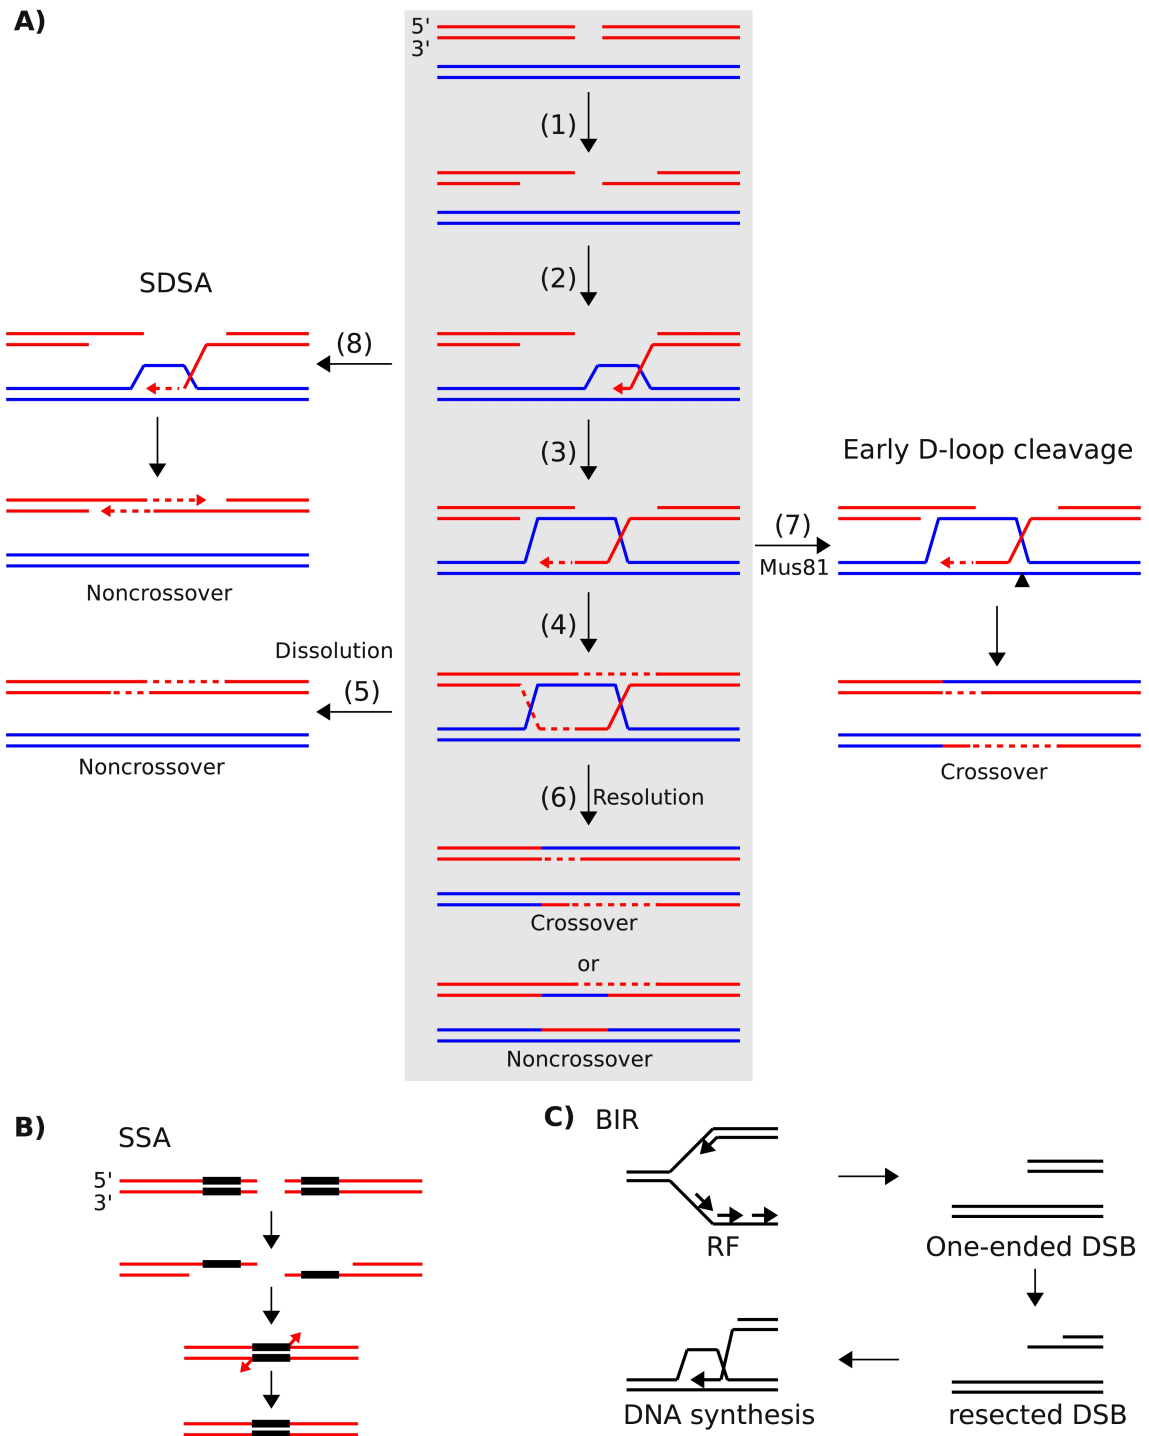 A)
5'
3'
(1)
(2)
SDSA
(8)
(3)
Early D-loop cleavage
(7)
Mus81
Noncrossover
(4)
Dissolution
(5)
Noncrossover
Crossover
(6) Resolution
Crossover
or
Noncrossover
B)
SSA
5'
3'
C)
BIR
RF
One-ended DSB
DNA synthesis
resected DSB